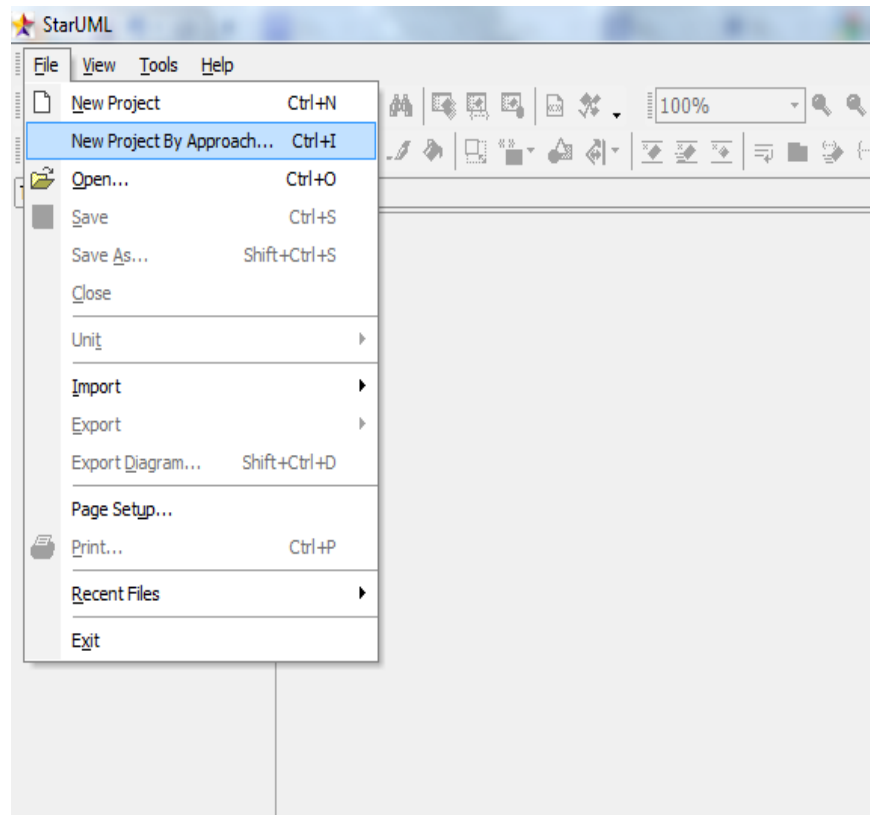 StarUML
File View Tools Help
New Project Ctrl+N
100%
New Project By Approach... Ctrl+I
Open... Ctrl+O
Save Ctrl+S
Save As... Shift+Ctrl+S
Close
Unit
Import
Export
Export Diagram... Shift+Ctrl+D
Page Setup...
Print... Ctrl+P
Recent Files
Exit